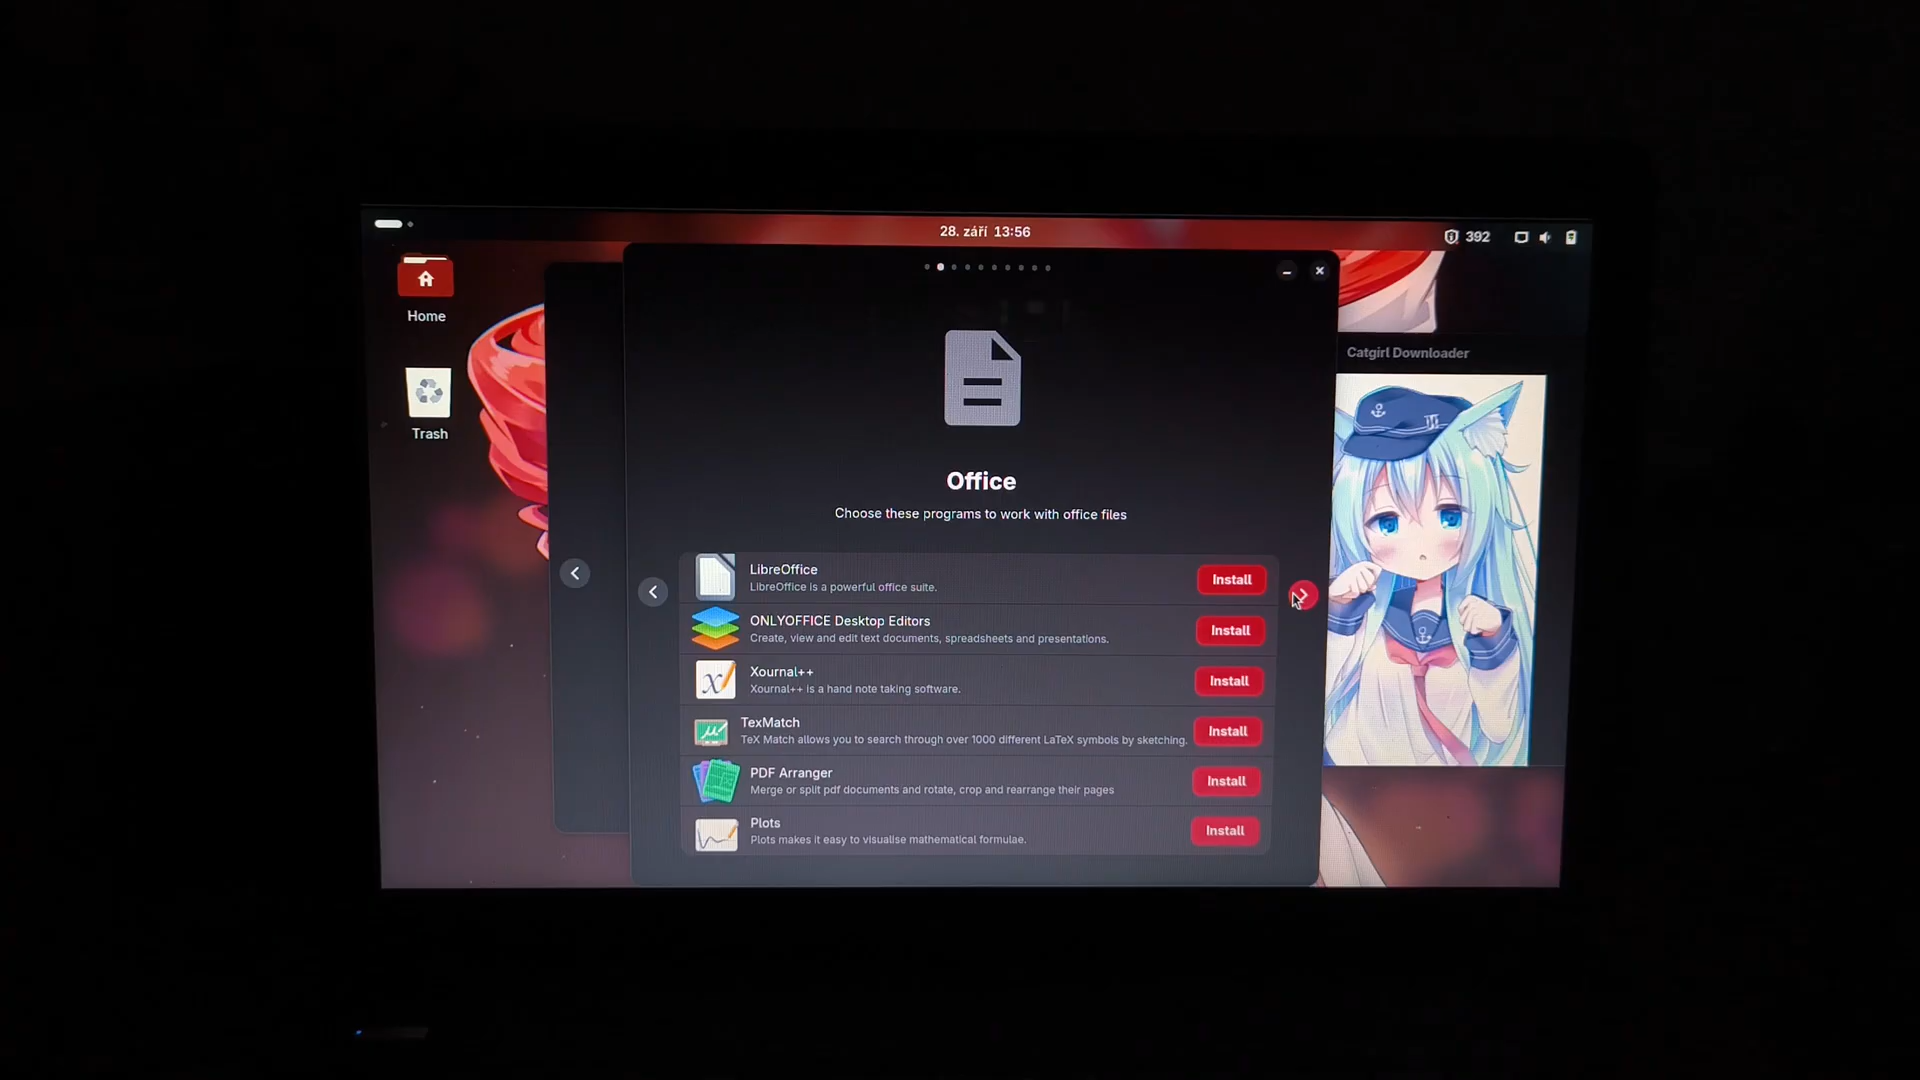 28. září 13:56
392
Home
Trash
Catgirl Downloader
Office
Choose these programs to work with office files
LibreOffice
LibreOffice is a powerful office suite.
Install
ONLYOFFICE Desktop Editors
Create, view and edit text documents, spreadsheets and presentations.
Install
Xournal++
Xournal++ is a hand note taking software.
Install
TexMatch
TeX Match allows you to search through over 1000 different LaTeX symbols by sketching.
Install
PDF Arranger
Merge or split pdf documents and rotate, crop and rearrange their pages
Install
Plots
Plots makes it easy to visualise mathematical formulae.
Install